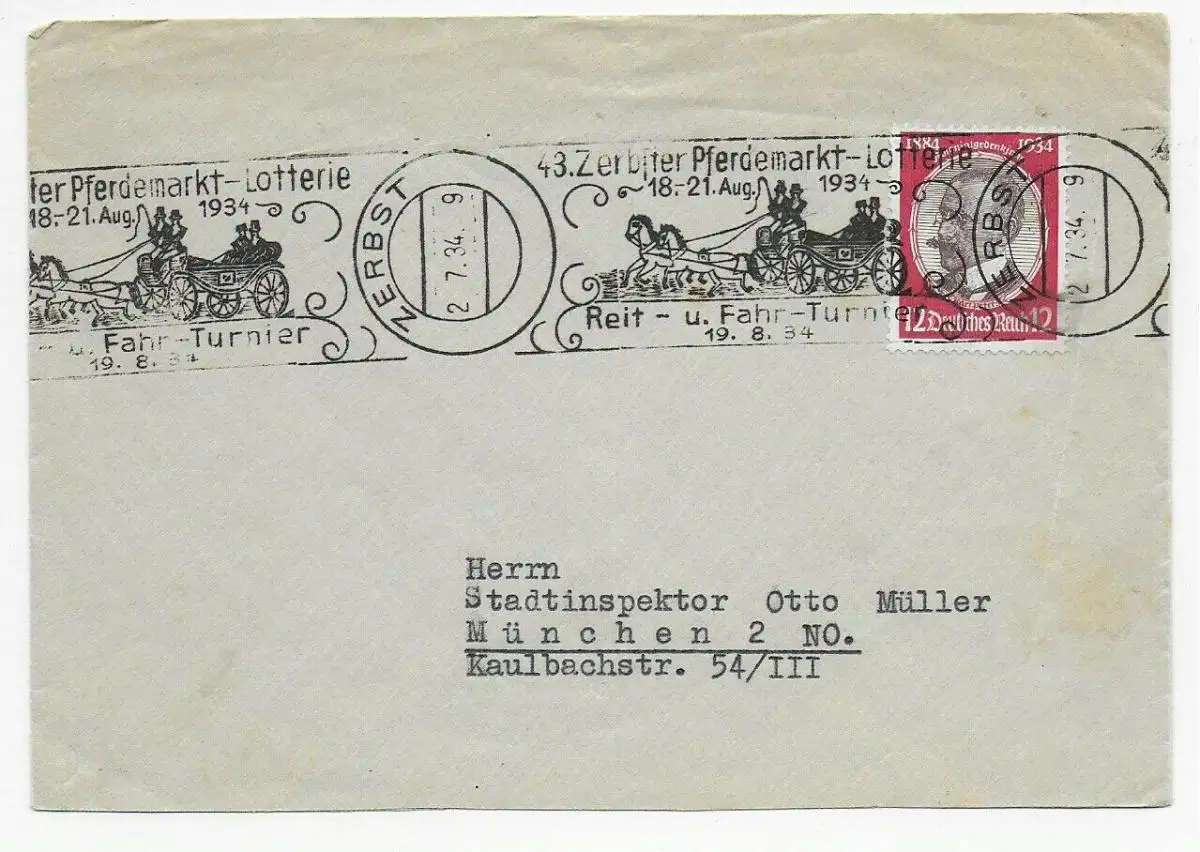 ter Pferdemarkt-Lotterie
18.-21. Aug. 1934
u. Fahr-Turnier
19. 8. 34
ZERBST
2. 7. 34. 9
43. Zerbſter Pferdemarkt-Lotterie
18.-21. Aug. 1934
Reit- u. Fahr-Turnier
19. 8. 34
1884 1934
12 Deutſches Reich 12
ZERBST
2. 7. 34. 9
Herrn
Stadtinspektor Otto Müller
München 2 NO.
Kaulbachstr. 54/III